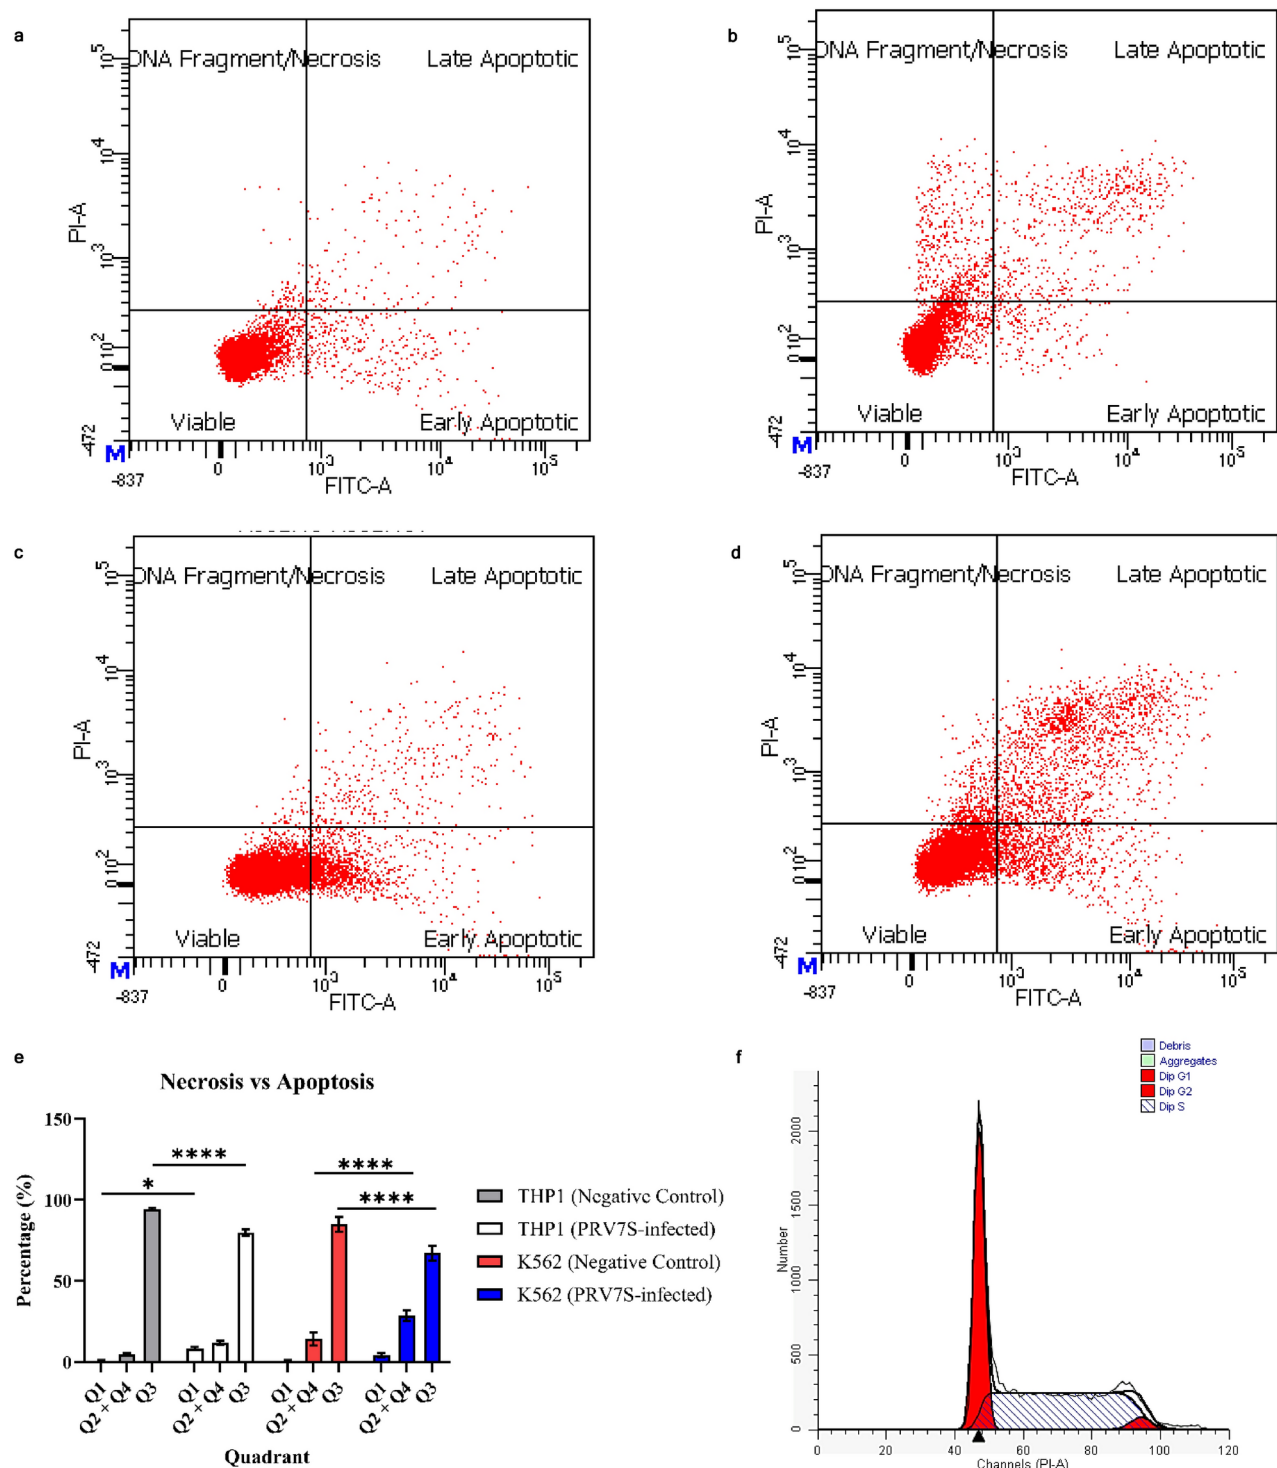 a
10^5
DNA Fragment/Necrosis
Late Apoptotic
10^4
PI-A
10^3
0 10^2
-472
Viable
Early Apoptotic
M
-837
0
10^3
10^4
10^5
FITC-A
b
10^5
DNA Fragment/Necrosis
Late Apoptotic
10^4
PI-A
10^3
0 10^2
-472
Viable
Early Apoptotic
M
-837
0
10^3
10^4
10^5
FITC-A
c
10^5
DNA Fragment/Necrosis
Late Apoptotic
10^4
PI-A
10^3
0 10^2
-472
Viable
Early Apoptotic
M
-837
0
10^3
10^4
10^5
FITC-A
d
10^5
DNA Fragment/Necrosis
Late Apoptotic
10^4
PI-A
10^3
0 10^2
-472
Viable
Early Apoptotic
M
-837
0
10^3
10^4
10^5
FITC-A
e
Necrosis vs Apoptosis
150
100
50
0
Percentage (%)
****
*
****
****
Q1
Q2+Q4
Q3
Q1
Q2+Q4
Q3
Q1
Q2+Q4
Q3
Q1
Q2+Q4
Q3
Quadrant
THP1 (Negative Control)
THP1 (PRV7S-infected)
K562 (Negative Control)
K562 (PRV7S-infected)
f
Debris
Aggregates
Dip G1
Dip G2
Dip S
2000
1500
1000
500
0
Number
0 20 40 60 80 100 120
Channels (PI-A)